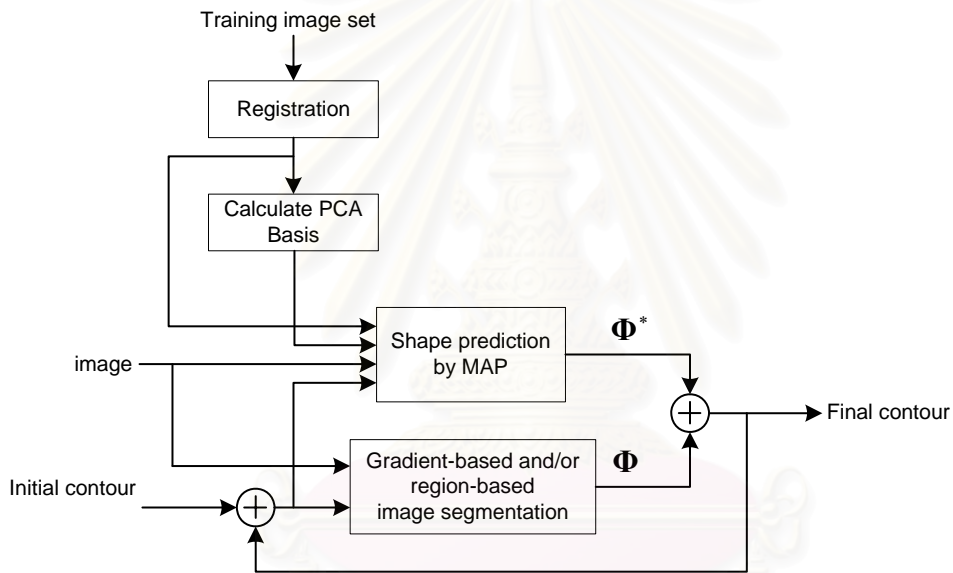 Training image set
Registration
Calculate PCA
Basis
image
Shape prediction
by MAP
Φ*
Final contour
Initial contour
Gradient-based and/or
region-based
image segmentation
Φ